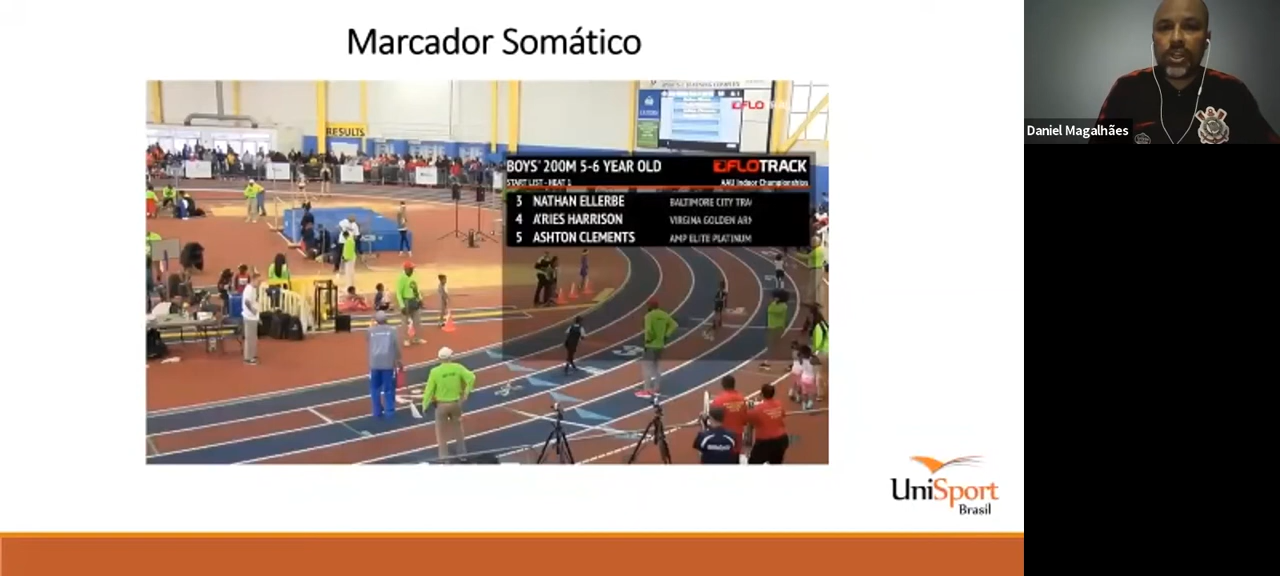 Marcador Somático
RESULTS
FLO
BOYS' 200M 5-6 YEAR OLD
FLOTRACK
START LIST - HEAT 1
AAU Indoor Championships
3 NATHAN ELLERBE BALTIMORE CITY TRA
4 A'RIES HARRISON VIRGINA GOLDEN ARM
5 ASHTON CLEMENTS AMP ELITE PLATINUM
Daniel Magalhães
UniSport
Brasil